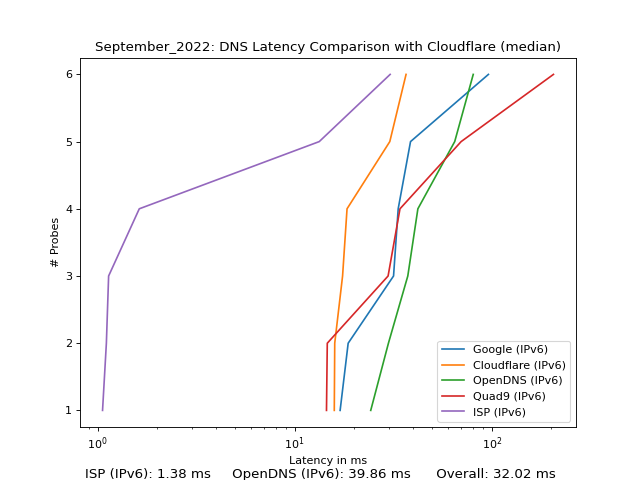 September_2022: DNS Latency Comparison with Cloudflare (median)
# Probes
6
5
4
3
2
1
Google (IPv6)
Cloudflare (IPv6)
OpenDNS (IPv6)
Quad9 (IPv6)
ISP (IPv6)
10⁰ 10¹ 10²
Latency in ms
ISP (IPv6): 1.38 ms OpenDNS (IPv6): 39.86 ms Overall: 32.02 ms